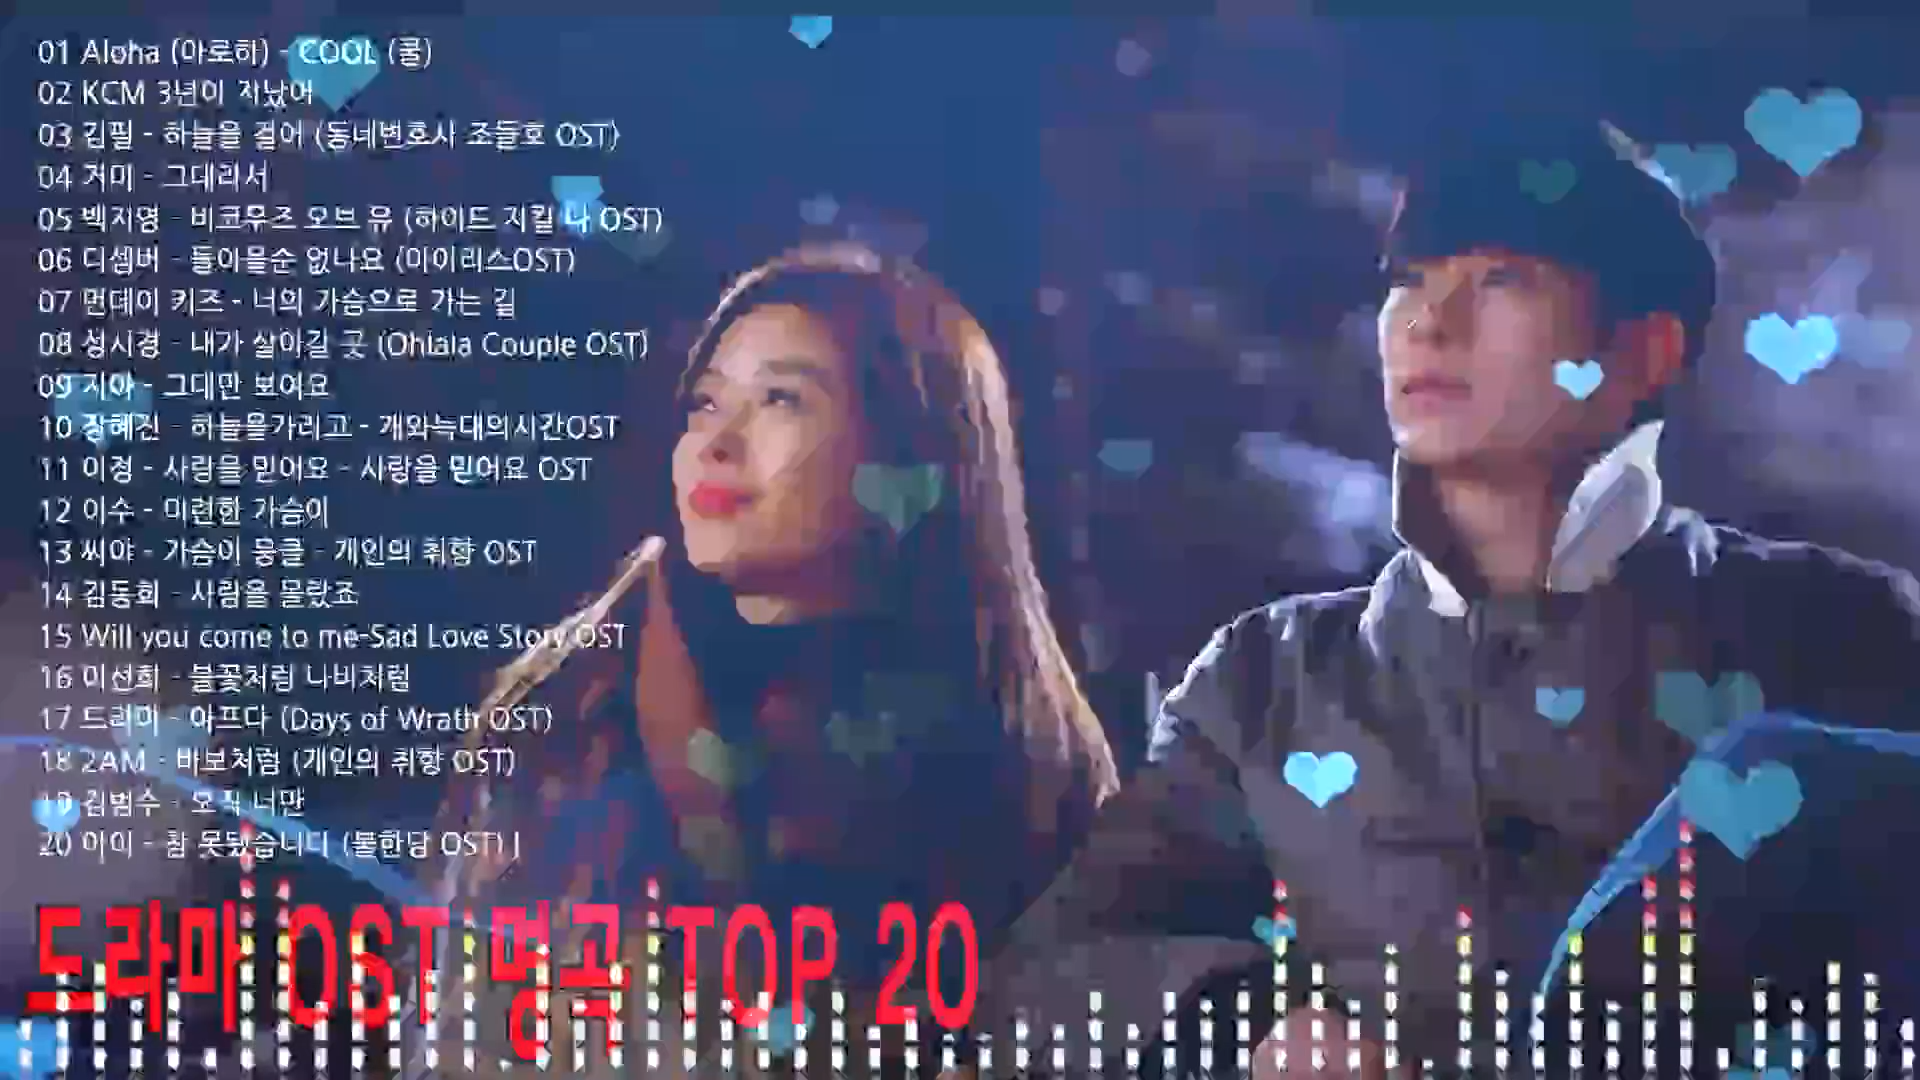 01 Aloha (아로하) - COOL (쿨)
02 KCM 3년이 지났어
03 김필 - 하늘을 걸어 (동네변호사 조들호 OST)
04 거미 - 그대라서
05 백지영 - 비코뮤즈 오브 유 (하이드 지킬 나 OST)
06 디셈버 - 돌이믈순 없나요 (아이리스OST)
07 먼데이 키즈 - 너의 가슴으로 가는 길
08 성시경 - 내가 살아갈 곳 (Ohlala Couple OST)
09 지아 - 그대만 보여요
10 장혜진 - 하늘을가리고 - 개와늑대의시간OST
11 이정 - 사랑을 믿어요 - 사랑을 믿어요 OST
12 이수 - 미련한 가슴이
13 씨야 - 가슴이 뭉클 - 개인의 취향 OST
14 김동희 - 사람을 몰랐죠
15 Will you come to me-Sad Love Story OST
16 이선희 - 불꽃처럼 나비처럼
17 드라마 - 아프다 (Days of Wrath OST)
18 2AM - 바보처럼 (개인의 취향 OST)
19 김범수 - 오직 너만
20 아이 - 참 못됐습니다 (불한당 OST) |
드라마 OST 명곡 TOP 20